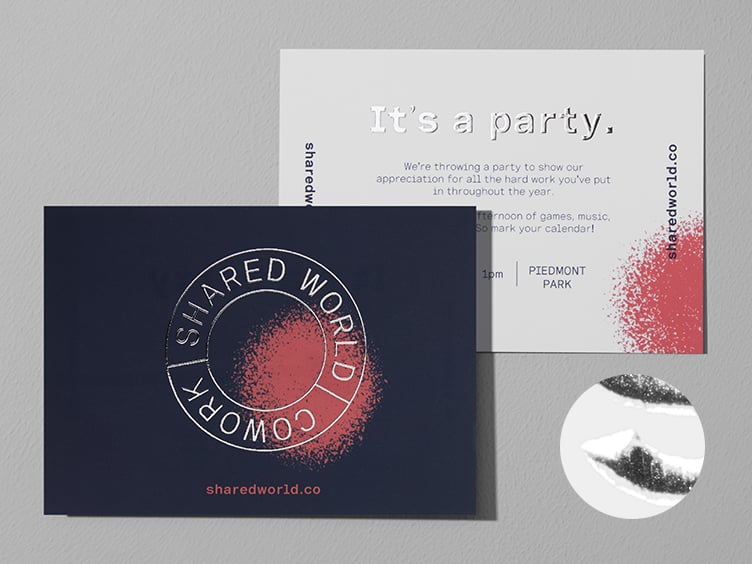 It's a party.
We're throwing a party to show our
appreciation for all the hard work you've put
in throughout the year.
afternoon of games, music,
So mark your calendar!
1pm | PIEDMONT
PARK
sharedw
sharedworld.co
SHARED WORLD
COWORK
sharedworld.co